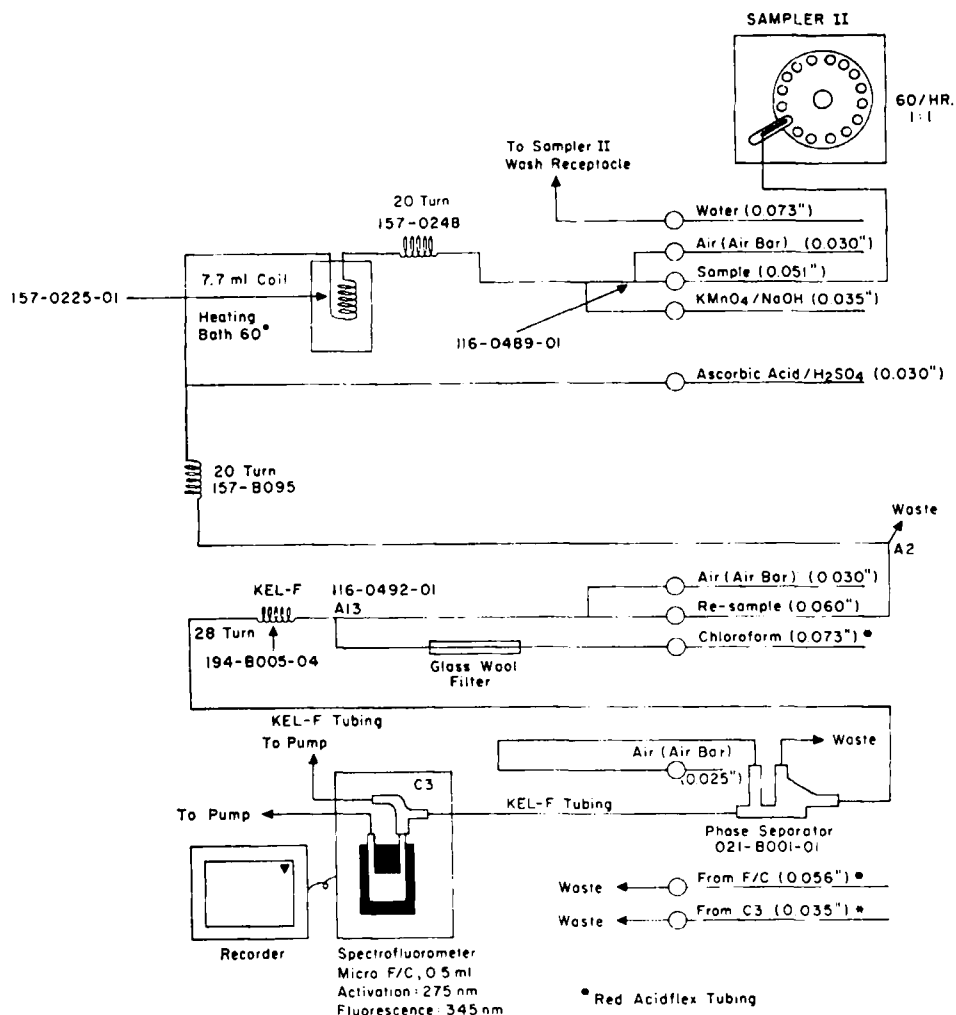 SAMPLER II
60/HR.
1:1
To Sampler II
Wash Receptacle
20 Turn
157-0248
Water (0.073")
Air (Air Bar) (0.030")
Sample (0.051")
KMnO4/NaOH (0.035")
7.7 ml Coil
157-0225-01
Heating
Bath 60°
116-0489-01
Ascorbic Acid/H2SO4 (0.030")
20 Turn
157-B095
Waste
A2
KEL-F
116-0492-01
A13
Air (Air Bar) (0.030")
Re-sample (0.060")
Chloroform (0.073") *
28 Turn
194-B005-04
Glass Wool
Filter
KEL-F Tubing
To Pump
Air (Air Bar)
(0.025")
Waste
C3
To Pump
KEL-F Tubing
Phase Separator
021-B001-01
Waste
From F/C (0.056") *
Waste
From C3 (0.035") *
Recorder
Spectrofluorometer
Micro F/C, 0.5 ml
Activation: 275 nm
Fluorescence: 345 nm
* Red Acidflex Tubing